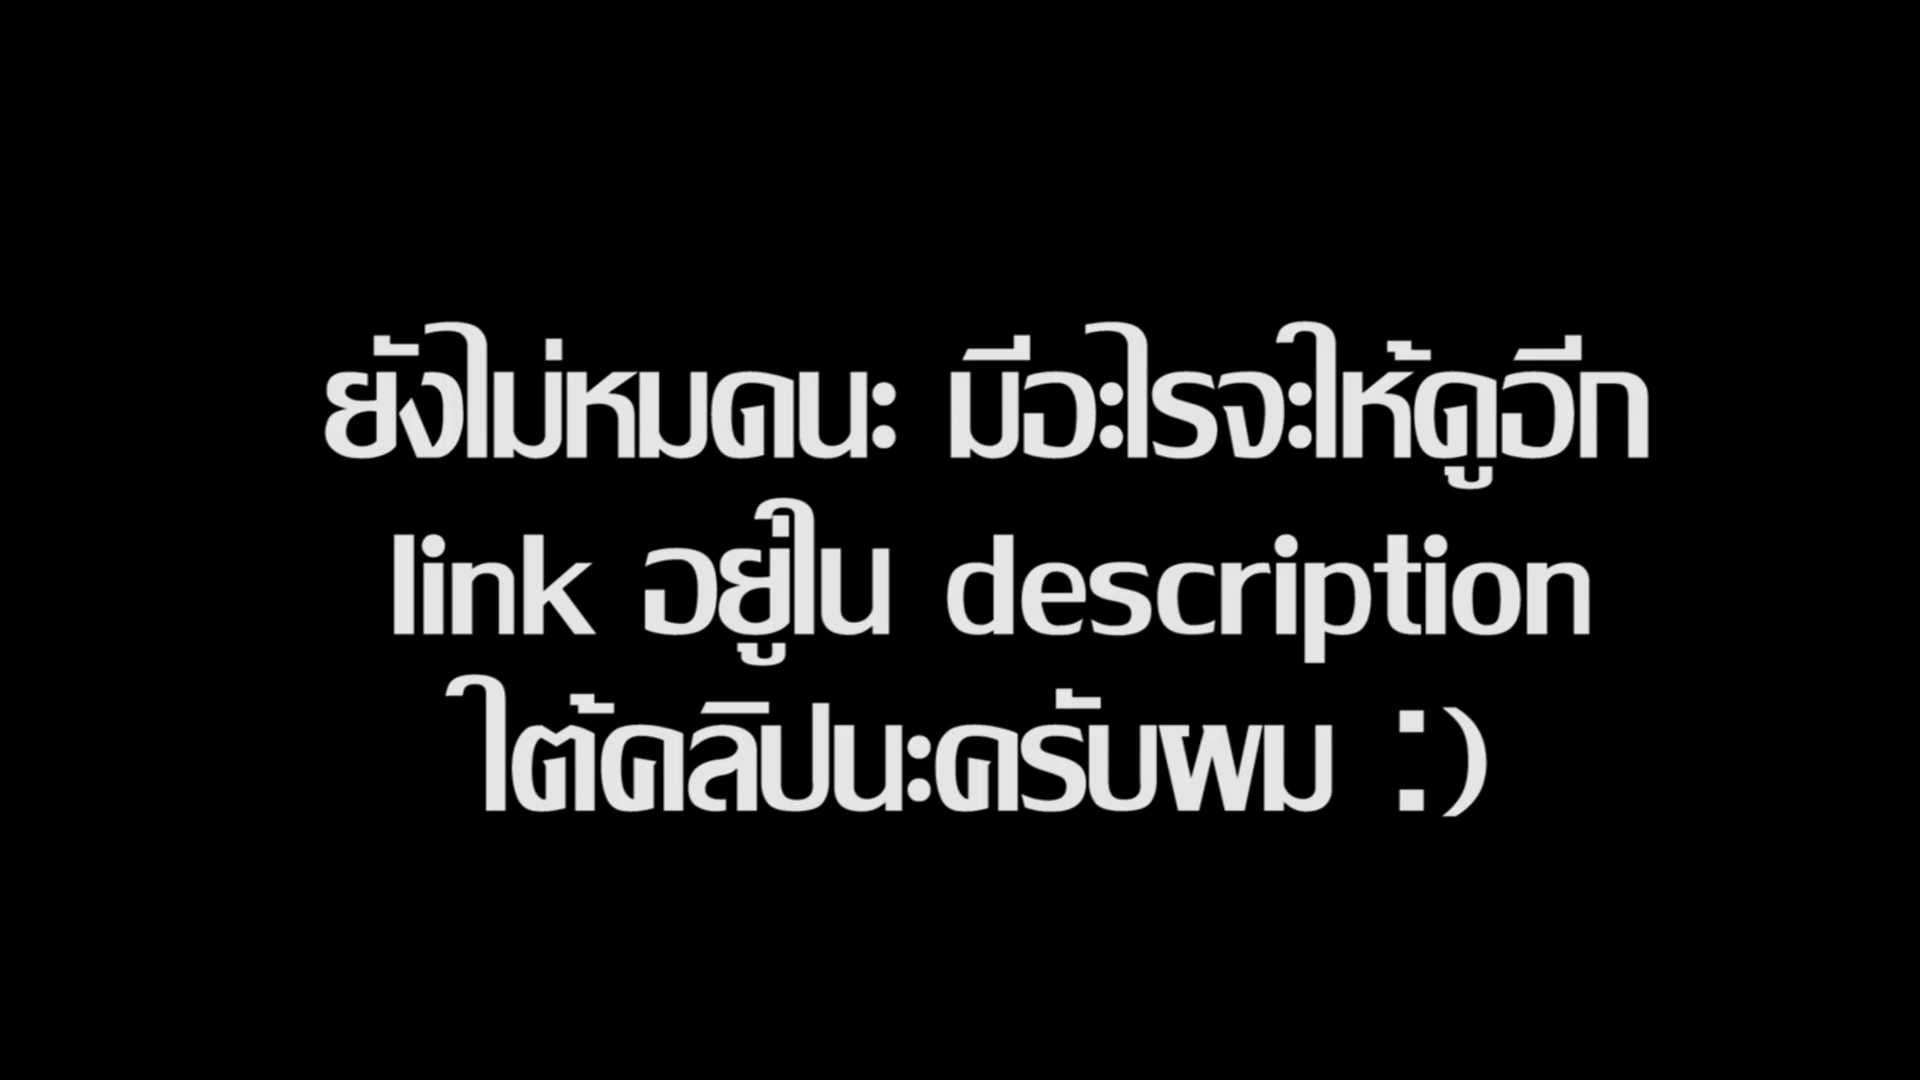 ยังไม่หมดนะ มีอะไรจะให้ดูอีก
link อยู่ใน description
ใต้คลิปนะครับผม :)